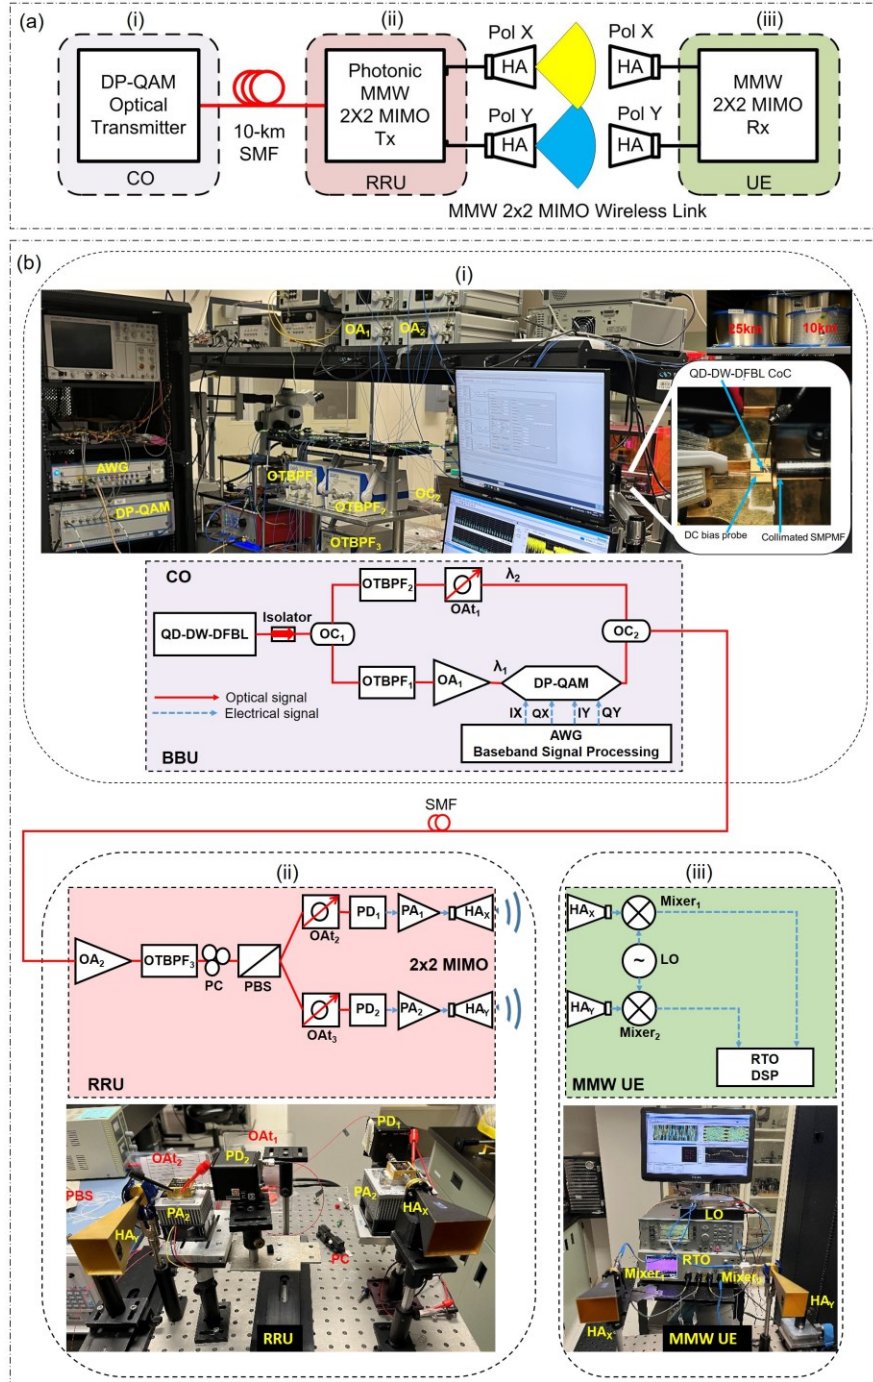 (a)
(i)
(ii)
(iii)
DP-QAM
Optical
Transmitter
CO
10-km
SMF
Photonic
MMW
2X2 MIMO
Tx
RRU
Pol X
HA
Pol Y
HA
Pol X
HA
Pol Y
HA
MMW
2X2 MIMO
Rx
UE
MMW 2x2 MIMO Wireless Link
(b)
(i)
OA1
OA2
25km
10km
QD-DW-DFBL CoC
AWG
DP-QAM
OTBPF1
OTBPF2
OC2
OTBPF3
DC bias probe
Collimated SMPMF
CO
OTBPF2
OAt1
λ2
QD-DW-DFBL
Isolator
OC1
OC2
OTBPF1
OA1
λ1
DP-QAM
Optical signal
Electrical signal
IX
QX
IY
QY
AWG
Baseband Signal Processing
BBU
SMF
(ii)
OA2
OTBPF3
PC
PBS
OAt2
PD1
PA1
HAX
2x2 MIMO
OAt3
PD2
PA2
HAY
RRU
(iii)
HAX
Mixer1
LO
~
HAY
Mixer2
RTO
DSP
MMW UE
PD1
OAt1
OAt2
PD2
PBS
PA2
PA2
HAX
HAY
PC
RRU
LO
RTO
Mixer1
Mixer2
HAX
HAY
MMW UE